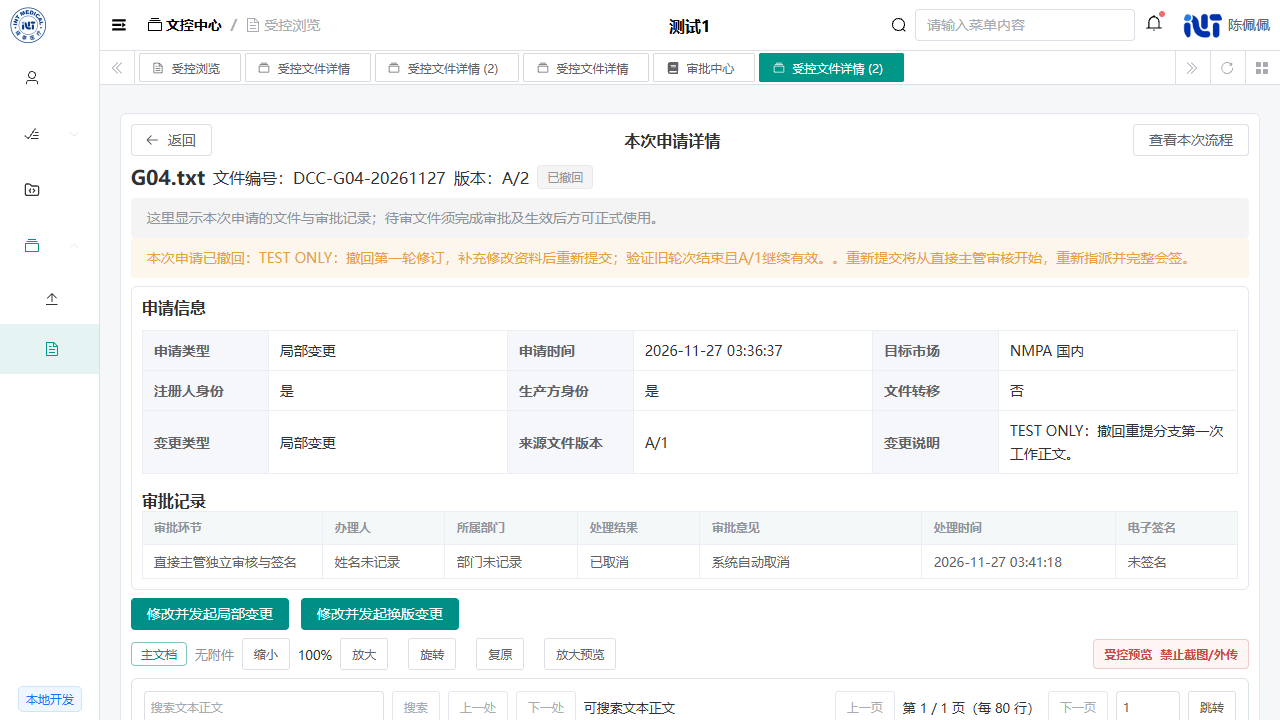 INT MEDICAL
文控中心 / 受控浏览
测试1
请输入菜单内容
陈佩佩
受控浏览
受控文件详情
受控文件详情 (2)
受控文件详情
审批中心
受控文件详情 (2)
返回
本次申请详情
查看本次流程
G04.txt 文件编号：DCC-G04-20261127 版本：A/2 已撤回
这里显示本次申请的文件与审批记录；待审文件须完成审批及生效后方可正式使用。
本次申请已撤回：TEST ONLY：撤回第一轮修订，补充修改资料后重新提交；验证旧轮次结束且A/1继续有效。。重新提交将从直接主管审核开始，重新指派并完整会签。
申请信息
申请类型 局部变更 申请时间 2026-11-27 03:36:37 目标市场 NMPA 国内
注册人身份 是 生产方身份 是 文件转移 否
变更类型 局部变更 来源文件版本 A/1 变更说明 TEST ONLY：撤回重提分支第一次
工作正文。
审批记录
审批环节 办理人 所属部门 处理结果 审批意见 处理时间 电子签名
直接主管独立审核与签名 姓名未记录 部门未记录 已取消 系统自动取消 2026-11-27 03:41:18 未签名
修改并发起局部变更 修改并发起换版变更
主文档 无附件 缩小 100% 放大 旋转 复原 放大预览 受控预览 禁止截图/外传
搜索文本正文 搜索 上一处 下一处 可搜索文本正文 上一页 第 1 / 1 页（每 80 行） 下一页 1 跳转
本地开发